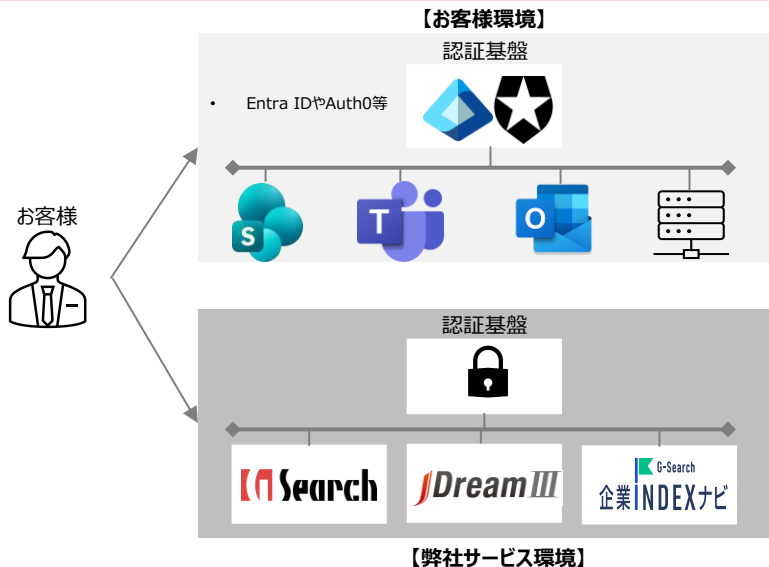 【お客様環境】
認証基盤
• Entra IDやAuth0等
S
T
O
お客様
認証基盤
G Search
JDreamⅢ
G-Search
企業INDEXナビ
【弊社サービス環境】